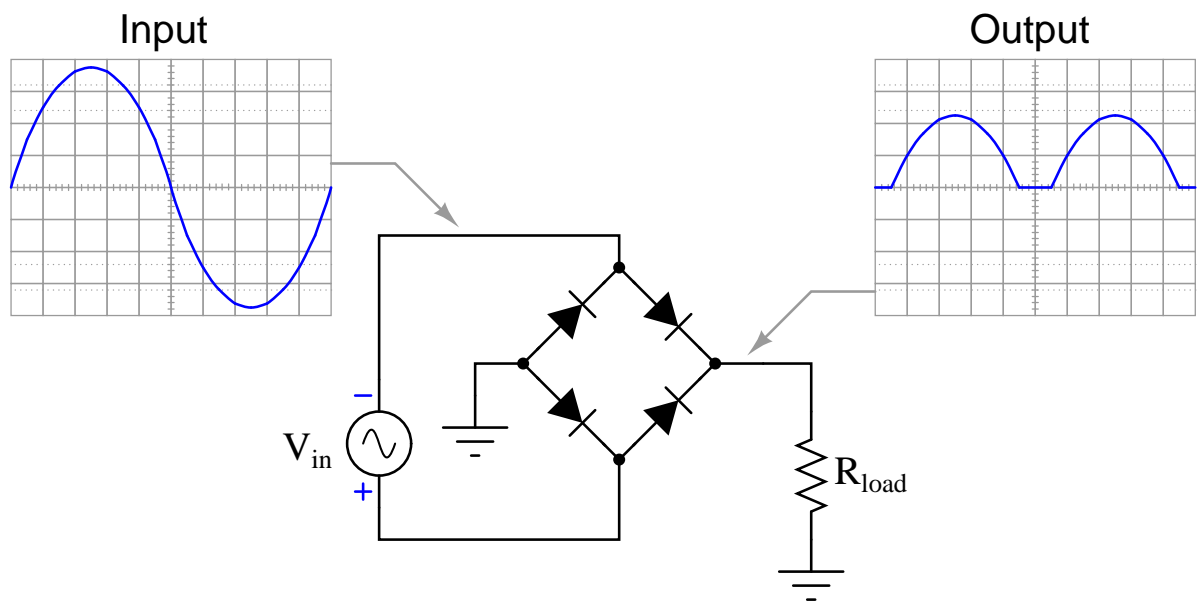 Input
Output
−
V_in
+
R_load